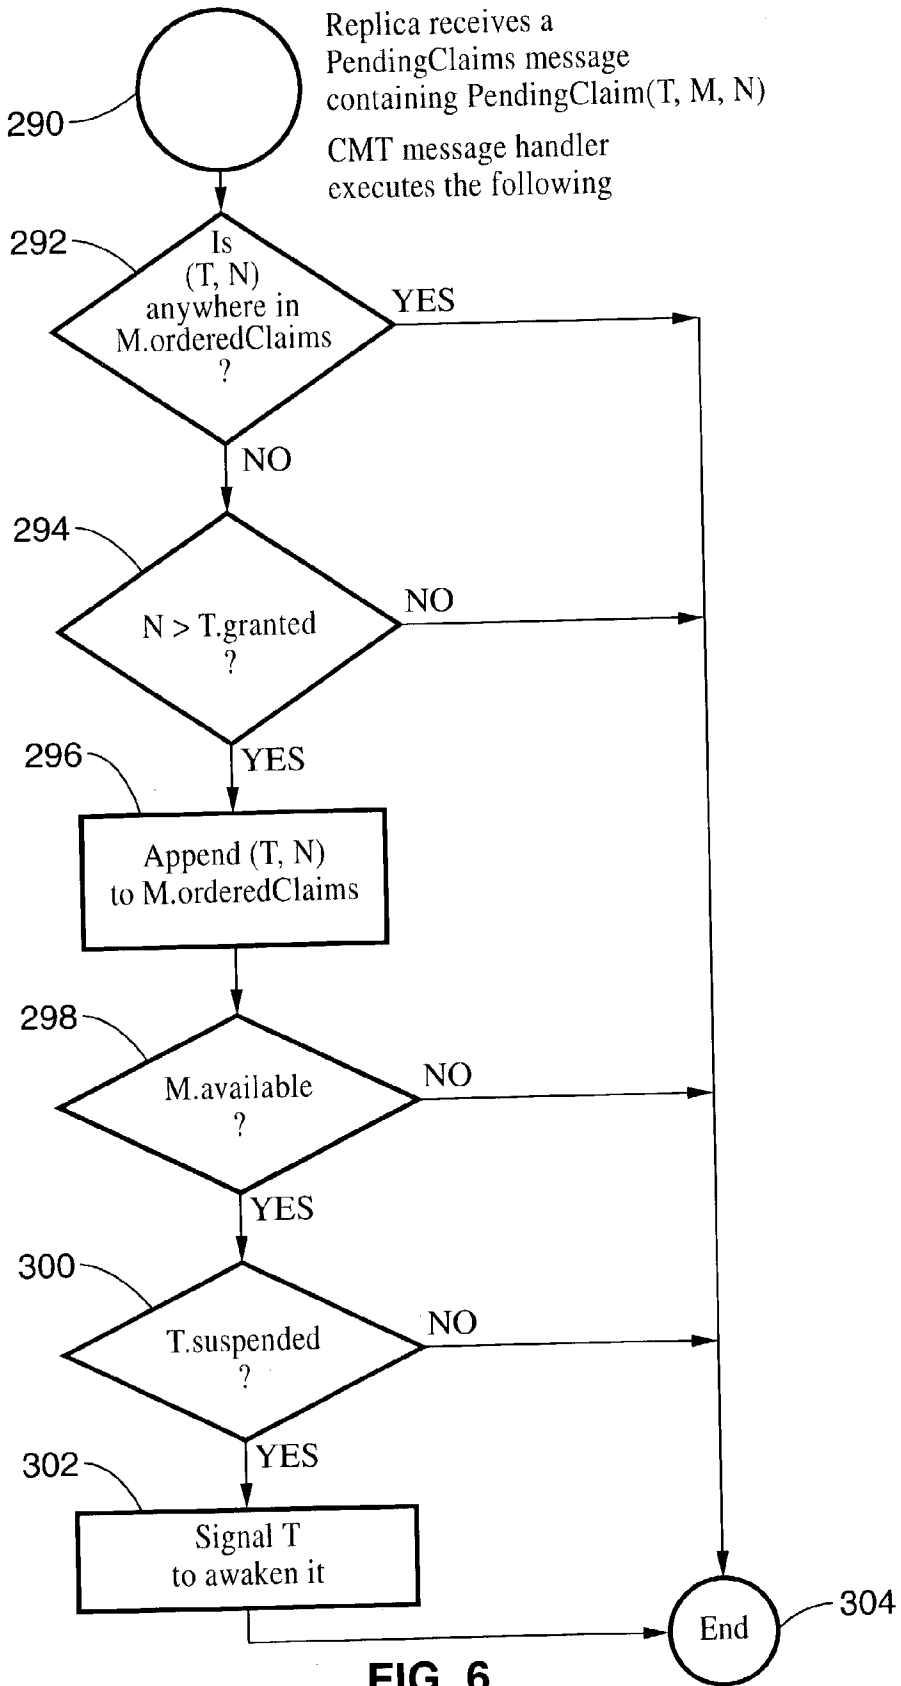 Replica receives a
PendingClaims message
containing PendingClaim(T, M, N)
CMT message handler
executes the following
290
292
Is
(T, N)
anywhere in
M.orderedClaims
?
YES
NO
294
N > T.granted
?
NO
YES
296
Append (T, N)
to M.orderedClaims
298
M.available
?
NO
YES
300
T.suspended
?
NO
YES
302
Signal T
to awaken it
End
304
FIG. 6